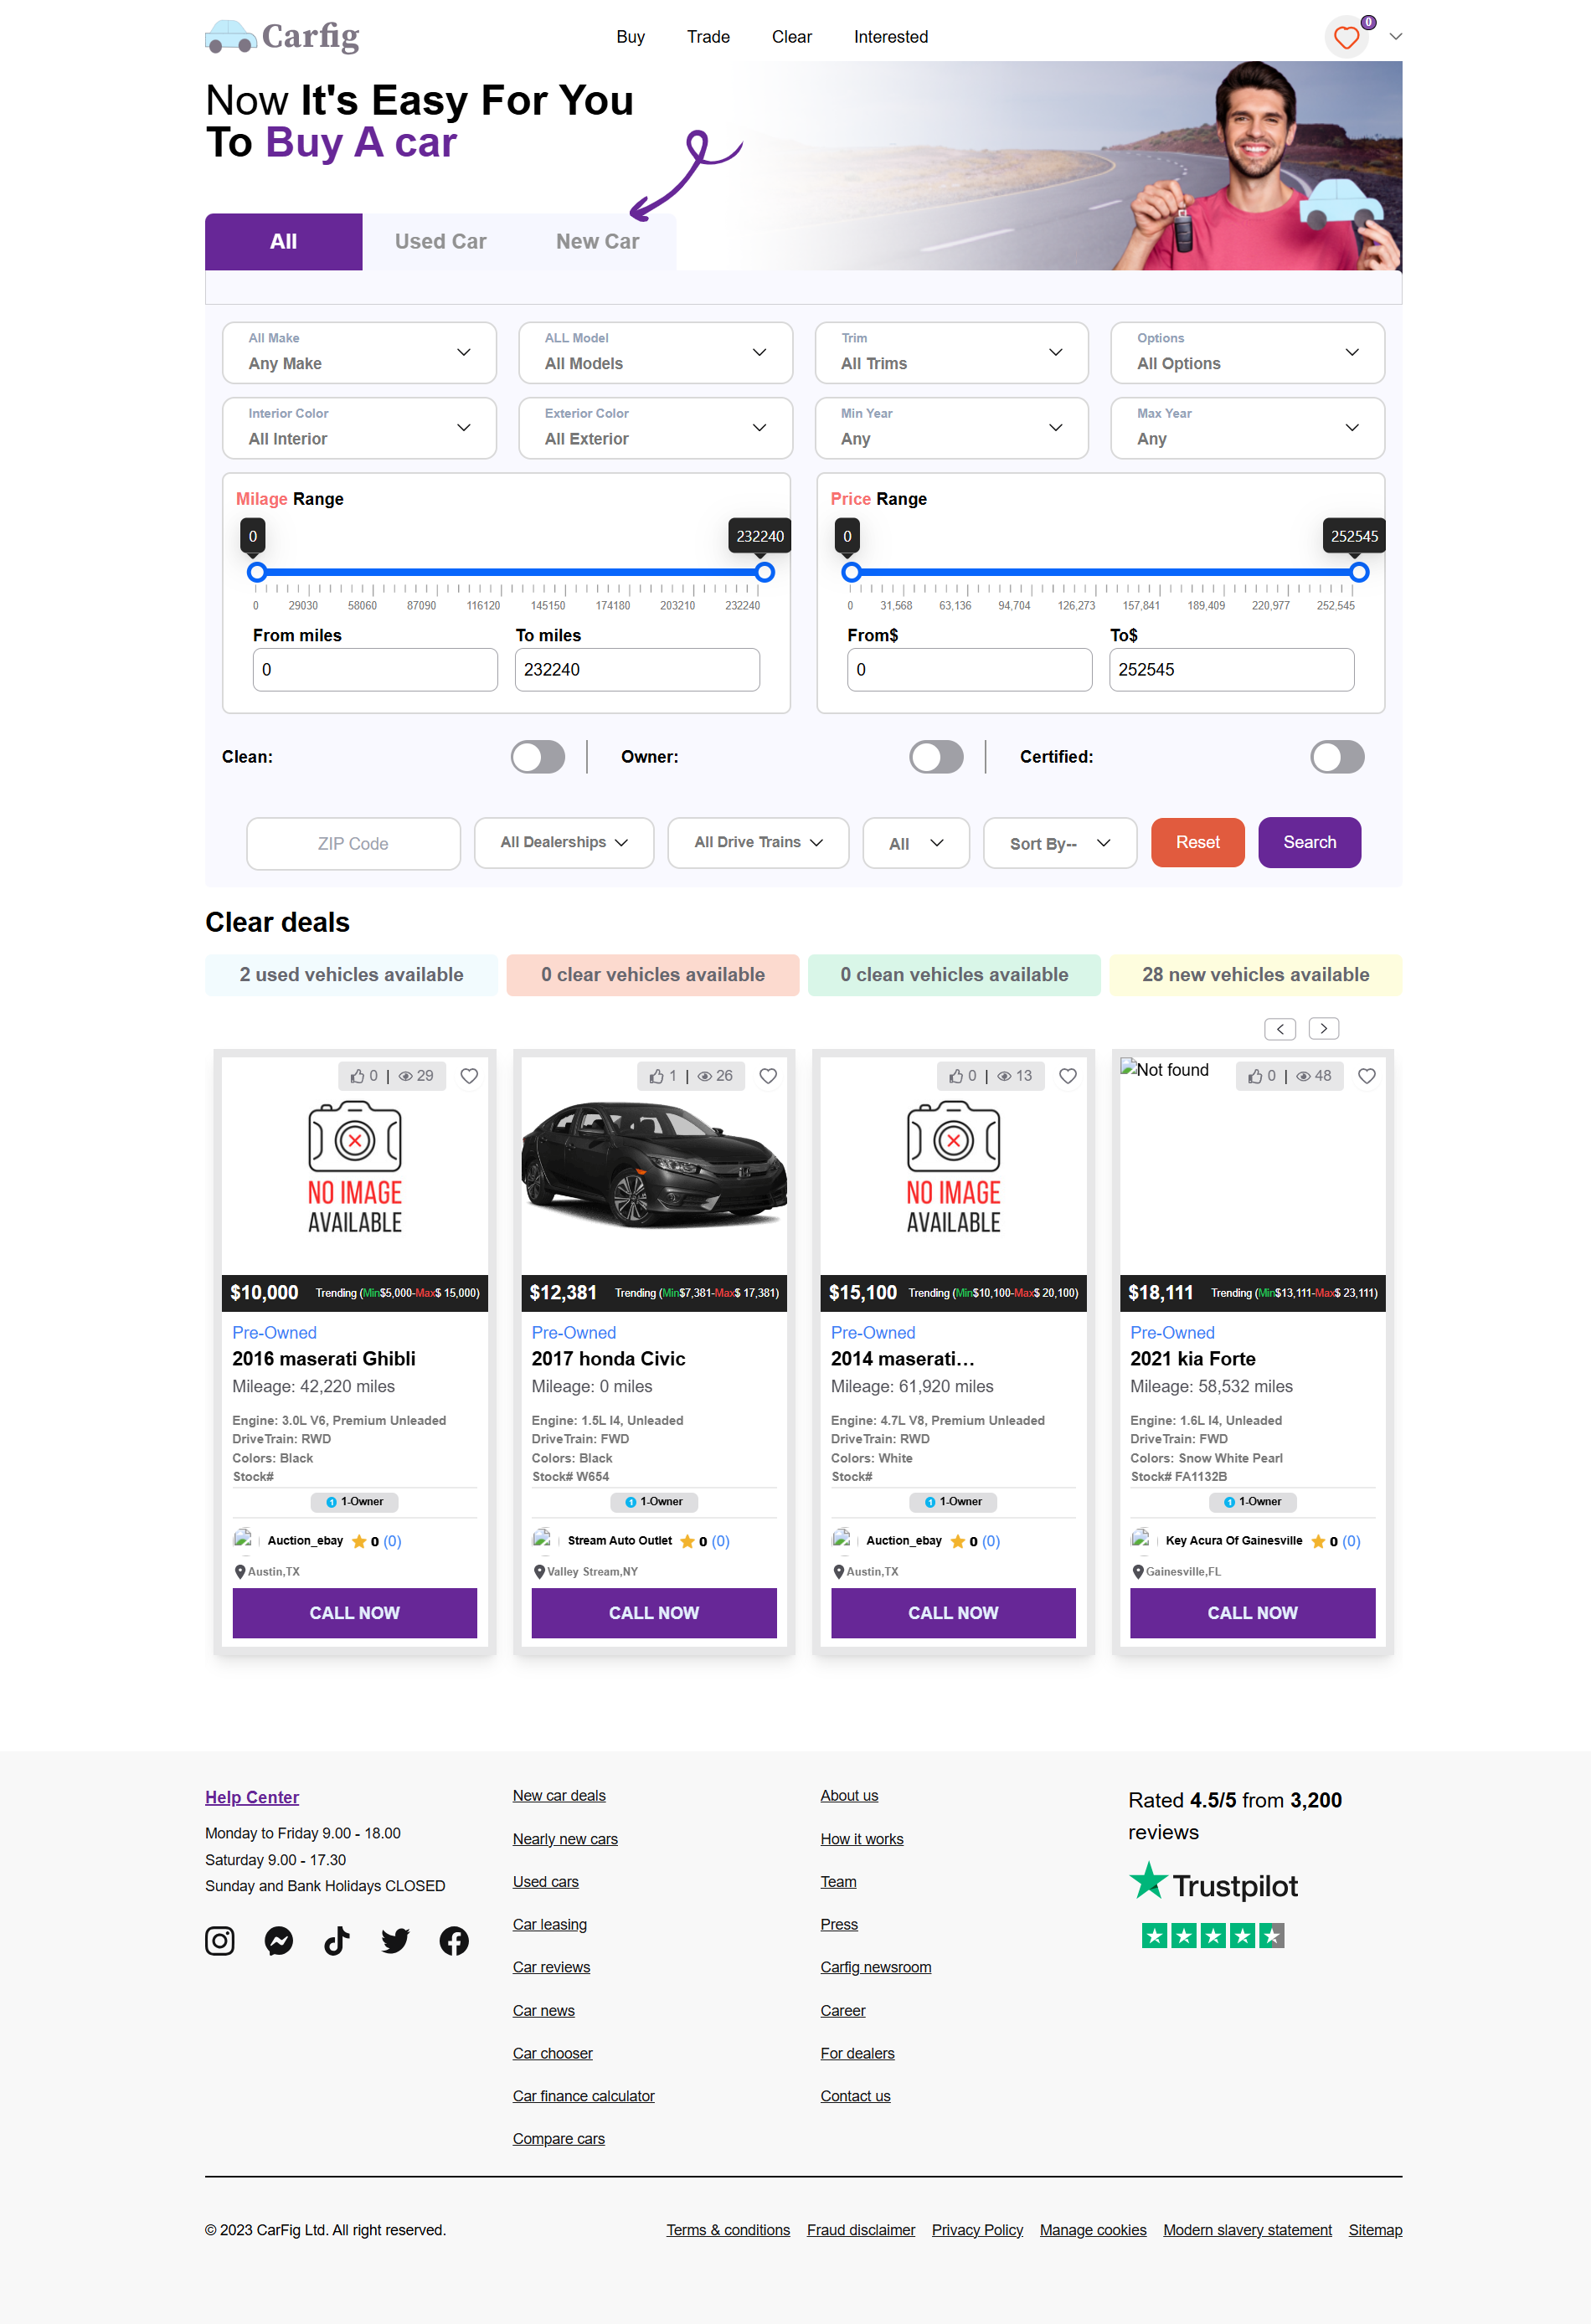 Carfig
Buy
Trade
Clear
Interested
0
Now It's Easy For You
To Buy A car
All
Used Car
New Car
All Make
Any Make
ALL Model
All Models
Trim
All Trims
Options
All Options
Interior Color
All Interior
Exterior Color
All Exterior
Min Year
Any
Max Year
Any
Milage Range
0
232240
0 29030 58060 87090 116120 145150 174180 203210 232240
From miles
To miles
0
232240
Price Range
0
252545
0 31,568 63,136 94,704 126,273 157,841 189,409 220,977 252,545
From$
To$
0
252545
Clean:
Owner:
Certified:
ZIP Code
All Dealerships
All Drive Trains
All
Sort By--
Reset
Search
Clear deals
2 used vehicles available
0 clear vehicles available
0 clean vehicles available
28 new vehicles available
0 | 29
NO IMAGE
AVAILABLE
$10,000 Trending (Min$5,000-Max$ 15,000)
Pre-Owned
2016 maserati Ghibli
Mileage: 42,220 miles
Engine: 3.0L V6, Premium Unleaded
DriveTrain: RWD
Colors: Black
Stock#
1 1-Owner
Auction_ebay 0 (0)
Austin,TX
CALL NOW
1 | 26
$12,381 Trending (Min$7,381-Max$ 17,381)
Pre-Owned
2017 honda Civic
Mileage: 0 miles
Engine: 1.5L I4, Unleaded
DriveTrain: FWD
Colors: Black
Stock# W654
1 1-Owner
Stream Auto Outlet 0 (0)
Valley Stream,NY
CALL NOW
0 | 13
NO IMAGE
AVAILABLE
$15,100 Trending (Min$10,100-Max$ 20,100)
Pre-Owned
2014 maserati...
Mileage: 61,920 miles
Engine: 4.7L V8, Premium Unleaded
DriveTrain: RWD
Colors: White
Stock#
1 1-Owner
Auction_ebay 0 (0)
Austin,TX
CALL NOW
Not found
0 | 48
$18,111 Trending (Min$13,111-Max$ 23,111)
Pre-Owned
2021 kia Forte
Mileage: 58,532 miles
Engine: 1.6L I4, Unleaded
DriveTrain: FWD
Colors: Snow White Pearl
Stock# FA1132B
1 1-Owner
Key Acura Of Gainesville 0 (0)
Gainesville,FL
CALL NOW
Help Center
Monday to Friday 9.00 - 18.00
Saturday 9.00 - 17.30
Sunday and Bank Holidays CLOSED
New car deals
Nearly new cars
Used cars
Car leasing
Car reviews
Car news
Car chooser
Car finance calculator
Compare cars
About us
How it works
Team
Press
Carfig newsroom
Career
For dealers
Contact us
Rated 4.5/5 from 3,200
reviews
Trustpilot
© 2023 CarFig Ltd. All right reserved.
Terms & conditions
Fraud disclaimer
Privacy Policy
Manage cookies
Modern slavery statement
Sitemap